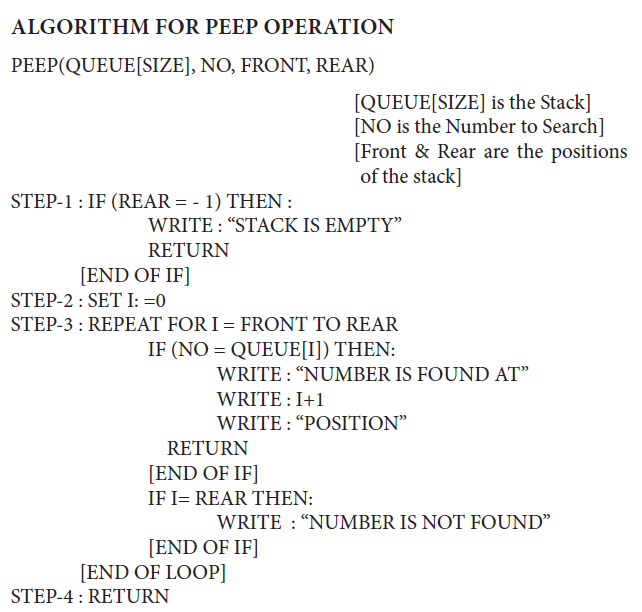 ALGORITHM FOR PEEP OPERATION
PEEP(QUEUE[SIZE], NO, FRONT, REAR)
[QUEUE[SIZE] is the Stack]
[NO is the Number to Search]
[Front & Rear are the positions
of the stack]
STEP-1 : IF (REAR = - 1) THEN :
WRITE : “STACK IS EMPTY”
RETURN
[END OF IF]
STEP-2 : SET I: =0
STEP-3 : REPEAT FOR I = FRONT TO REAR
IF (NO = QUEUE[I]) THEN:
WRITE : “NUMBER IS FOUND AT”
WRITE : I+1
WRITE : “POSITION”
RETURN
[END OF IF]
IF I= REAR THEN:
WRITE : “NUMBER IS NOT FOUND”
[END OF IF]
[END OF LOOP]
STEP-4 : RETURN